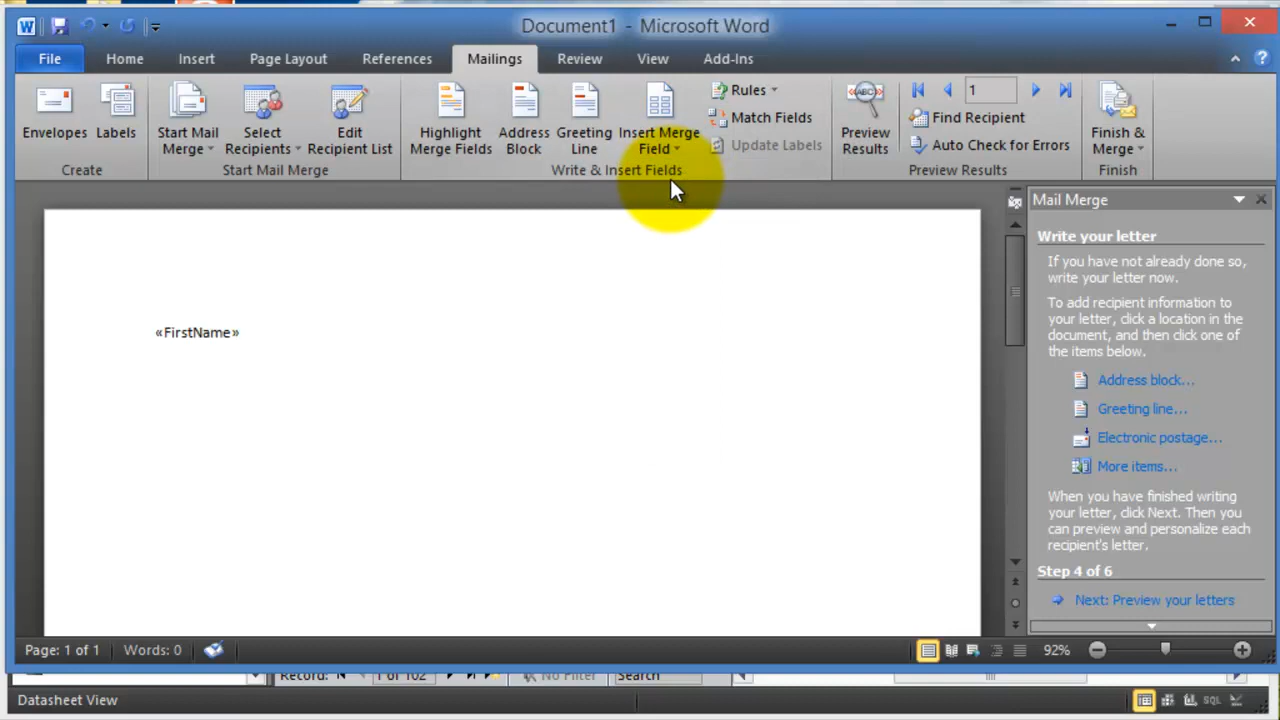 Document1 - Microsoft Word
File Home Insert Page Layout References Mailings Review View Add-Ins
Envelopes
Labels
Start Mail
Merge
Select
Recipients
Edit
Recipient List
Highlight
Merge Fields
Address
Block
Greeting
Line
Insert Merge
Field
Rules
Match Fields
Update Labels
ABC
Preview
Results
1
Find Recipient
Auto Check for Errors
Finish &
Merge
Create
Start Mail Merge
Write & Insert Fields
Preview Results
Finish
«FirstName»
Mail Merge
Write your letter
If you have not already done so,
write your letter now.
To add recipient information to
your letter, click a location in the
document, and then click one of
the items below.
Address block...
Greeting line...
Electronic postage...
More items...
When you have finished writing
your letter, click Next. Then you
can preview and personalize each
recipient's letter.
Step 4 of 6
Next: Preview your letters
Page: 1 of 1 Words: 0 92%
Record: 1 of 102 No Filter Search
Datasheet View SQL